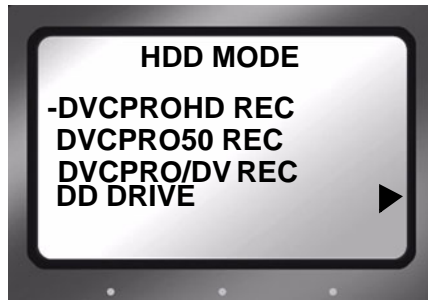 HDD MODE
-DVCPROHD REC
DVCPRO50 REC
DVCPRO/DV REC
DD DRIVE